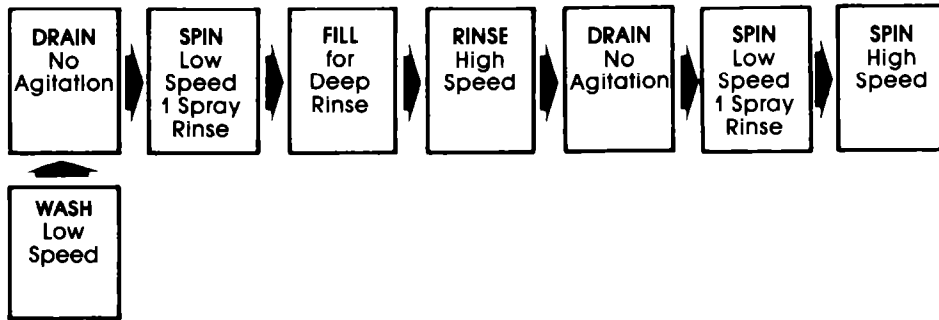 DRAIN
No
Agitation
SPIN
Low
Speed
1 Spray
Rinse
FILL
for
Deep
Rinse
RINSE
High
Speed
DRAIN
No
Agitation
SPIN
Low
Speed
1 Spray
Rinse
SPIN
High
Speed
WASH
Low
Speed